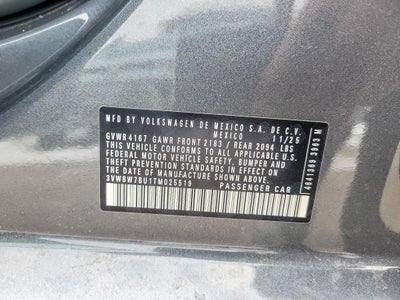 MFD BY VOLKSWAGEN DE MEXICO S.A. DE C.V.
MEXICO 11/25
GVWR 4167 GAWR FRONT 2183 / REAR 2094 LBS
THIS VEHICLE CONFORMS TO ALL APPLICABLE
FEDERAL MOTOR VEHICLE SAFETY, BUMPER AND
THEFT PREVENTION STANDARDS IN EFFECT ON
THE DATE OF MANUFACTURE SHOWN ABOVE.
3VWBW7BU1TM025519 PASSENGER CAR
4641369 3963 M